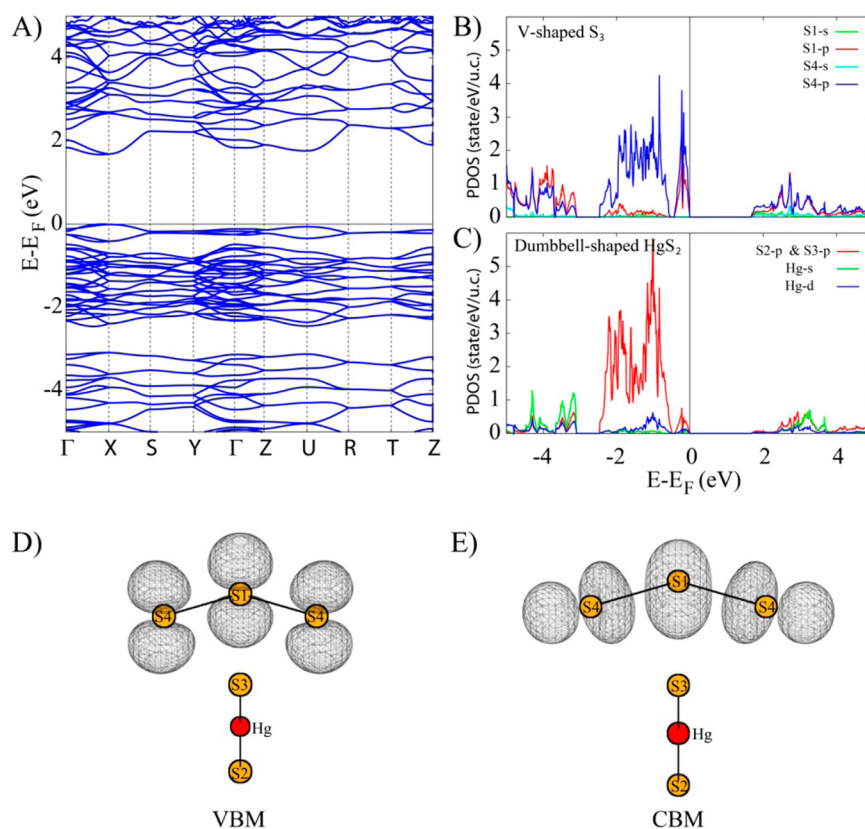 A)
4
2
0
-2
-4
E-E_F (eV)
Γ X S Y Γ Z U R T Z
B)
V-shaped S₃
S1-s
S1-p
S4-s
S4-p
6
5
4
3
2
1
0
PDOS (state/eV/u.c.)
C)
Dumbbell-shaped HgS₂
S2-p & S3-p
Hg-s
Hg-d
5
4
3
2
1
0
PDOS (state/eV/u.c.)
-4 -2 0 2 4
E-E_F (eV)
D)
S1
S4 S4
S3
Hg
S2
VBM
E)
S1
S4 S4
S3
Hg
S2
CBM